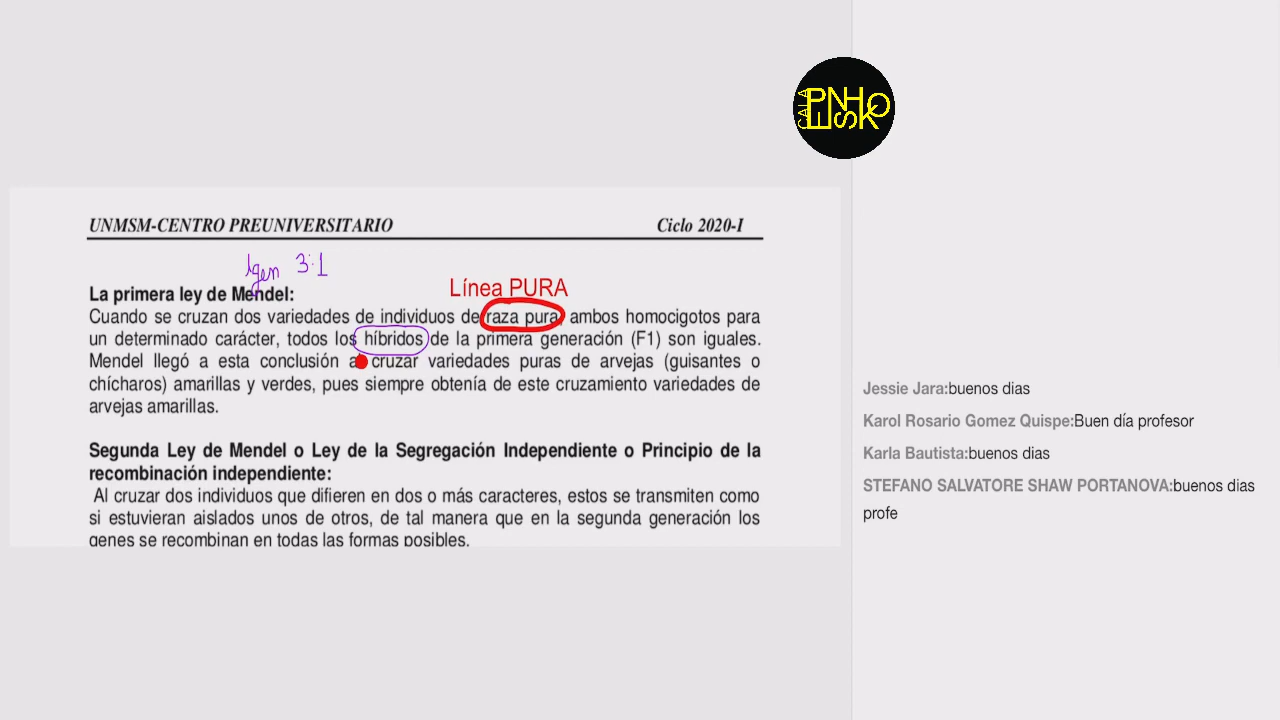 CALA
PENHSKO
UNMSM-CENTRO PREUNIVERSITARIO Ciclo 2020-I
1gen 3:1
Línea PURA
La primera ley de Mendel:
Cuando se cruzan dos variedades de individuos de raza pura, ambos homocigotos para
un determinado carácter, todos los híbridos de la primera generación (F1) son iguales.
Mendel llegó a esta conclusión a cruzar variedades puras de arvejas (guisantes o
chícharos) amarillas y verdes, pues siempre obtenía de este cruzamiento variedades de
arvejas amarillas.
Segunda Ley de Mendel o Ley de la Segregación Independiente o Principio de la
recombinación independiente:
Al cruzar dos individuos que difieren en dos o más caracteres, estos se transmiten como
si estuvieran aislados unos de otros, de tal manera que en la segunda generación los
genes se recombinan en todas las formas posibles.
Jessie Jara:buenos dias
Karol Rosario Gomez Quispe:Buen día profesor
Karla Bautista:buenos dias
STEFANO SALVATORE SHAW PORTANOVA:buenos dias
profe